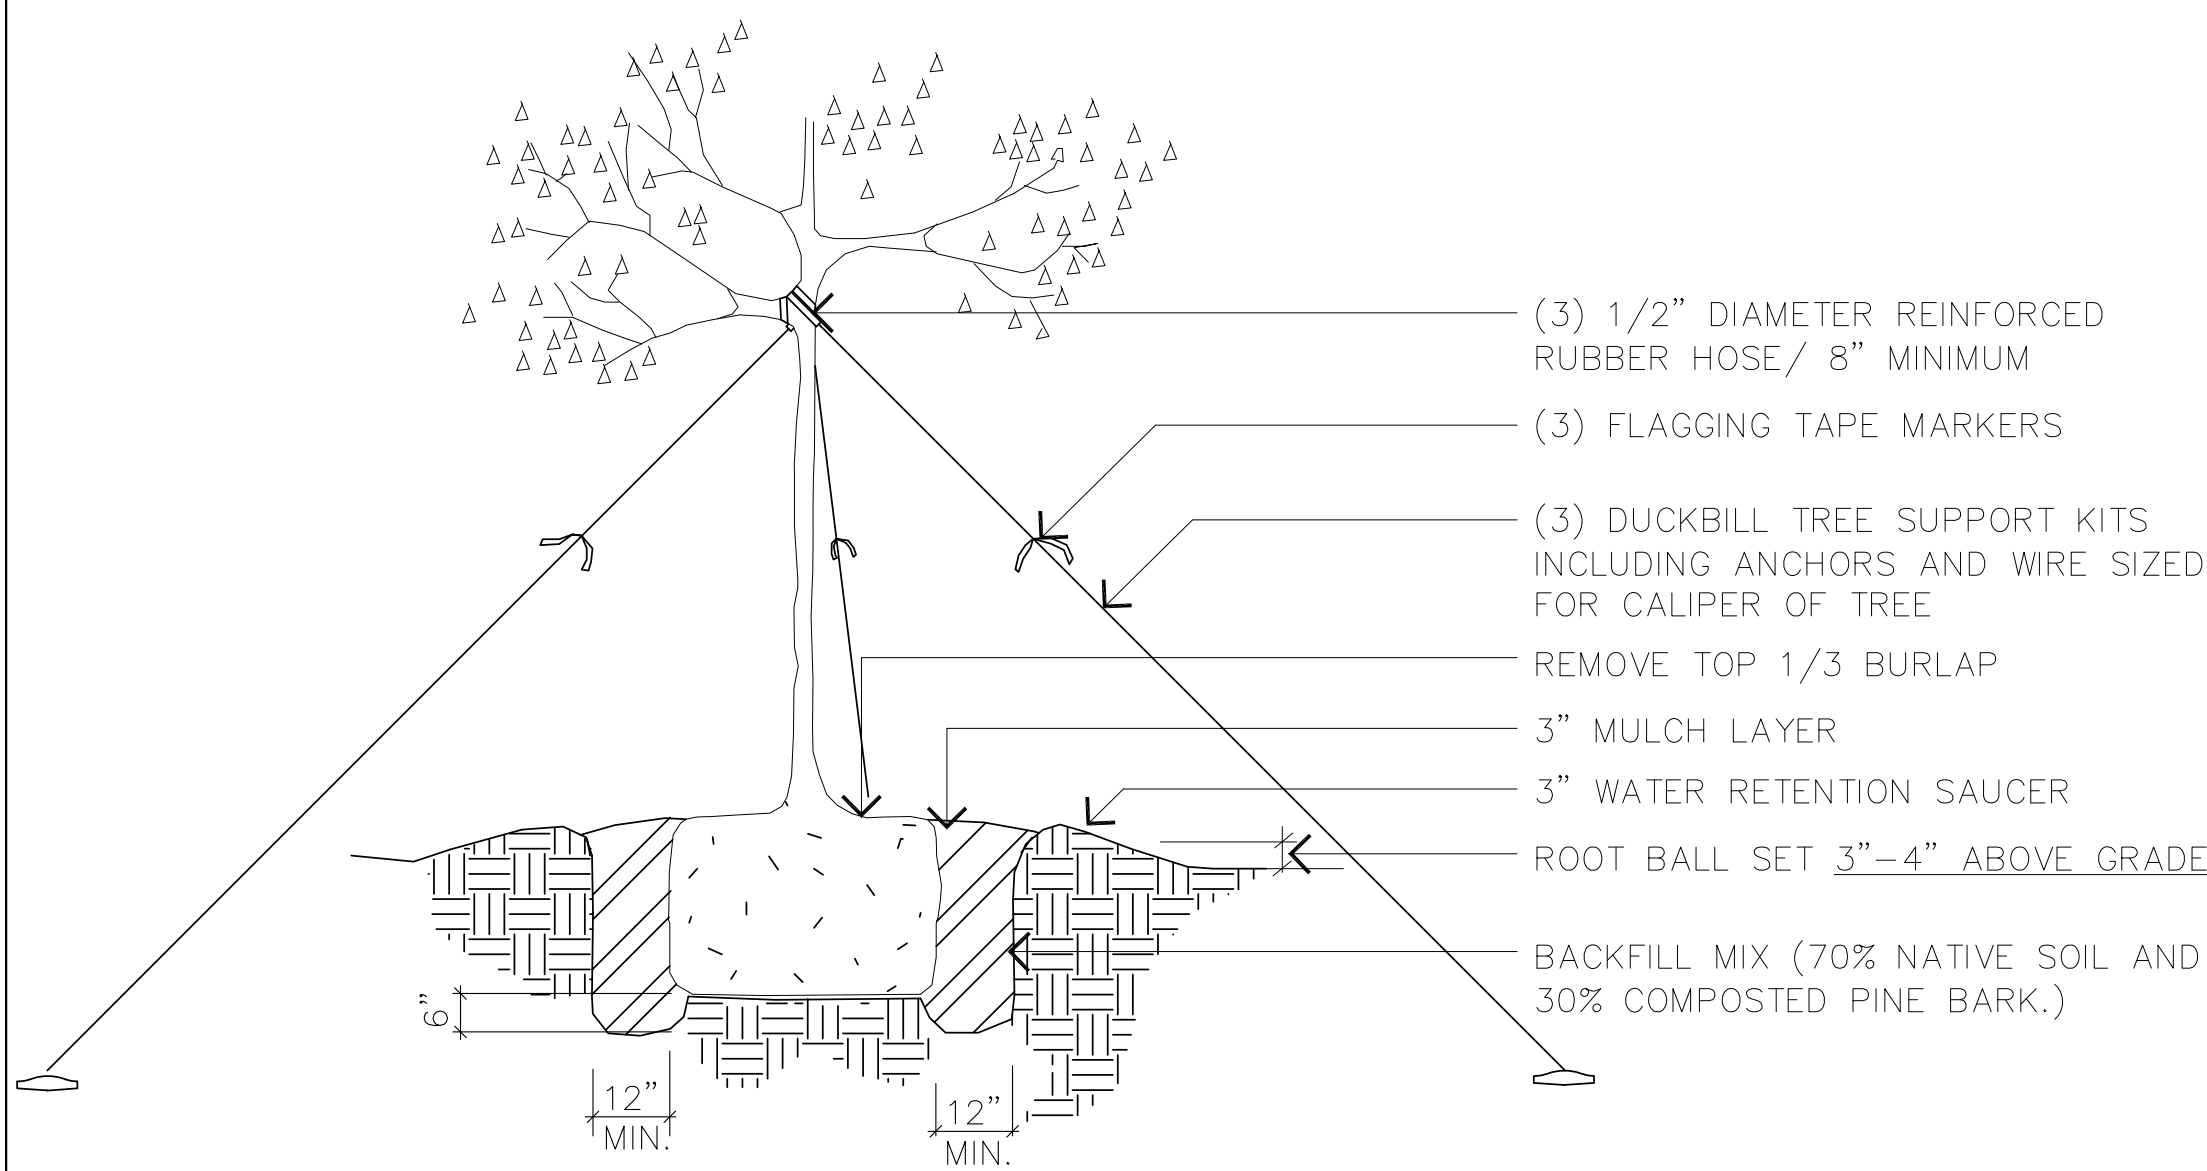 (3) 1/2” DIAMETER REINFORCED
RUBBER HOSE/ 8” MINIMUM
(3) FLAGGING TAPE MARKERS
(3) DUCKBILL TREE SUPPORT KITS
INCLUDING ANCHORS AND WIRE SIZED
FOR CALIPER OF TREE
REMOVE TOP 1/3 BURLAP
3” MULCH LAYER
3” WATER RETENTION SAUCER
ROOT BALL SET 3”–4” ABOVE GRADE
BACKFILL MIX (70% NATIVE SOIL AND
30% COMPOSTED PINE BARK.)
6”
12”
MIN.
12”
MIN.